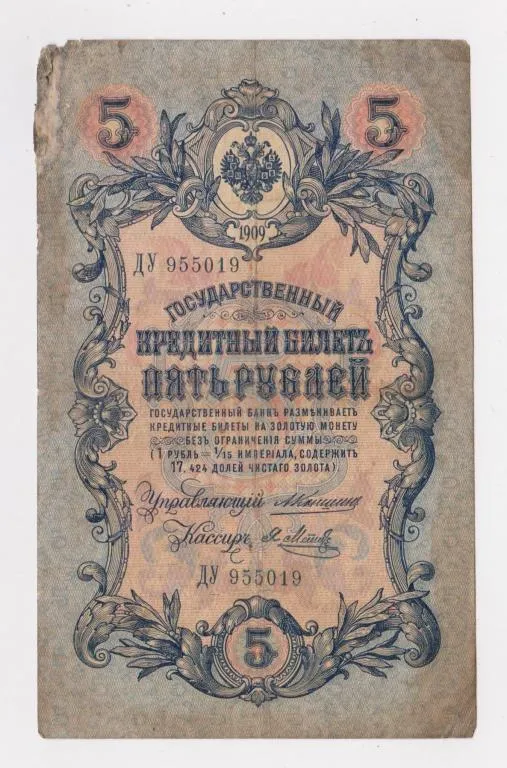 5 5
1909
ДУ 955019
ГОСУДАРСТВЕННЫЙ
КРЕДИТНЫЙ БИЛЕТЪ
ПЯТЬ РУБЛЕЙ
ГОСУДАРСТВЕННЫЙ БАНКЪ РАЗМѢНИВАЕТЪ
КРЕДИТНЫЕ БИЛЕТЫ НА ЗОЛОТУЮ МОНЕТУ
БЕЗЪ ОГРАНИЧЕНІЯ СУММЫ
(1 РУБЛЬ = 1/15 ИМПЕРІАЛА, СОДЕРЖИТЪ
17,424 ДОЛЕЙ ЧИСТАГО ЗОЛОТА).
Управляющій
Кассиръ
ДУ 955019
5